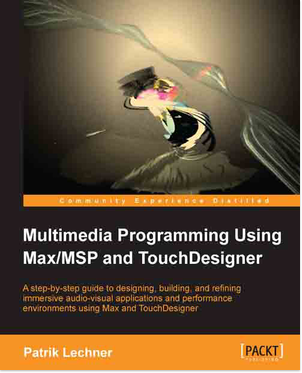 Community Experience Distilled
Multimedia Programming Using
Max/MSP and TouchDesigner
A step-by-step guide to designing, building, and refining
immersive audio-visual applications and performance
environments using Max and TouchDesigner
Patrik Lechner
[PACKT]
PUBLISHING